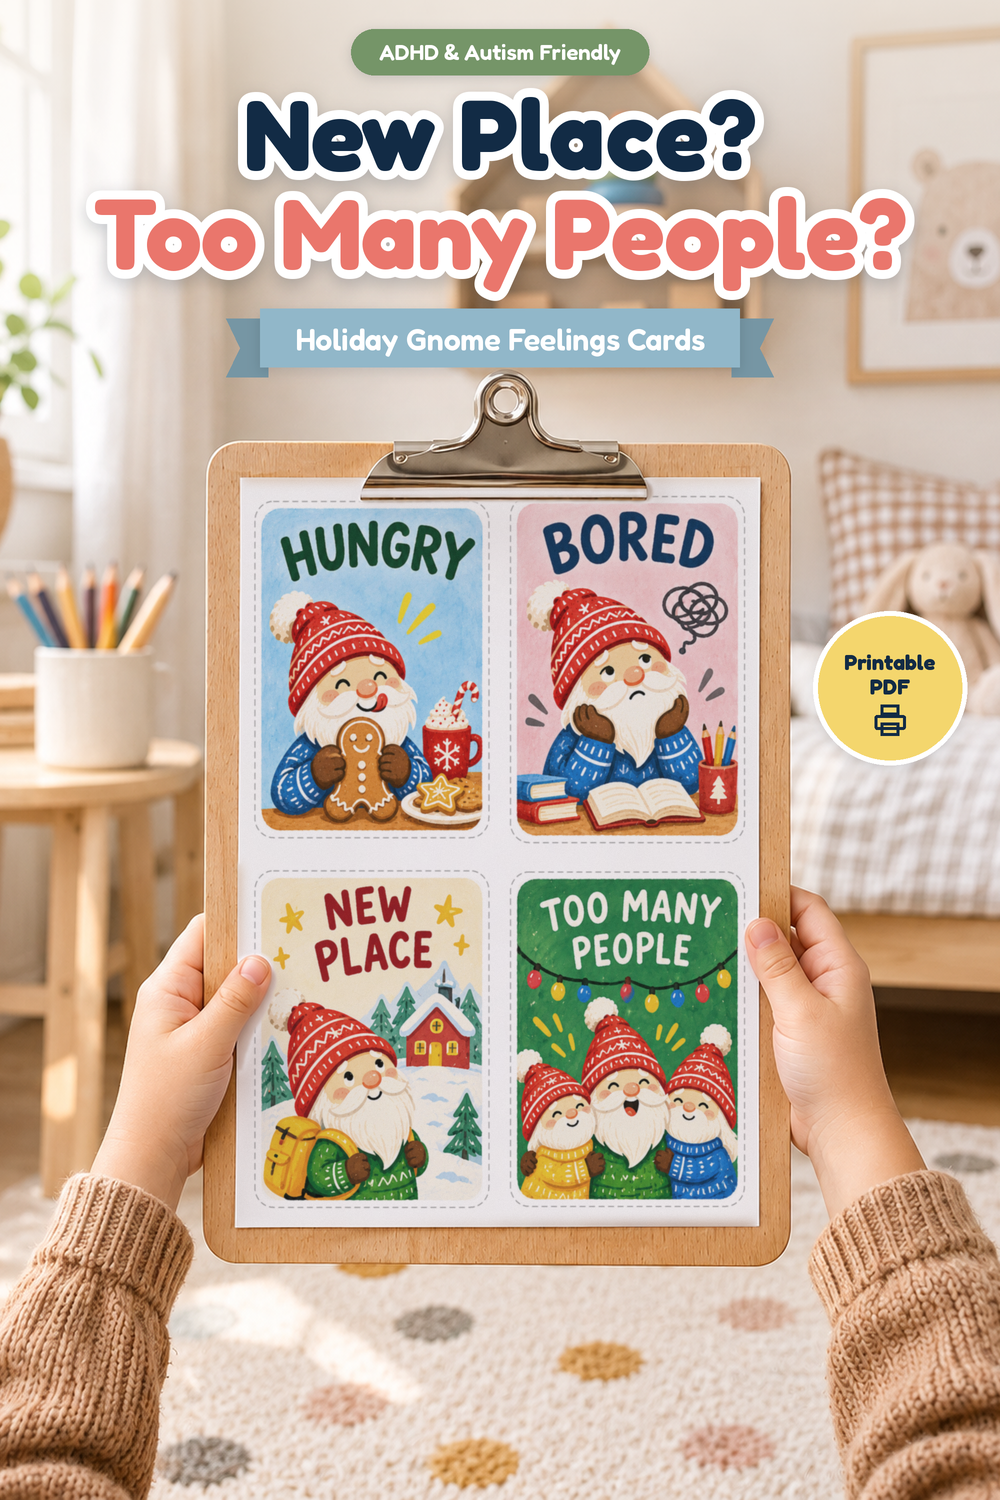 ADHD & Autism Friendly
New Place?
Too Many People?
Holiday Gnome Feelings Cards
HUNGRY
BORED
Printable
PDF
NEW
PLACE
TOO MANY
PEOPLE